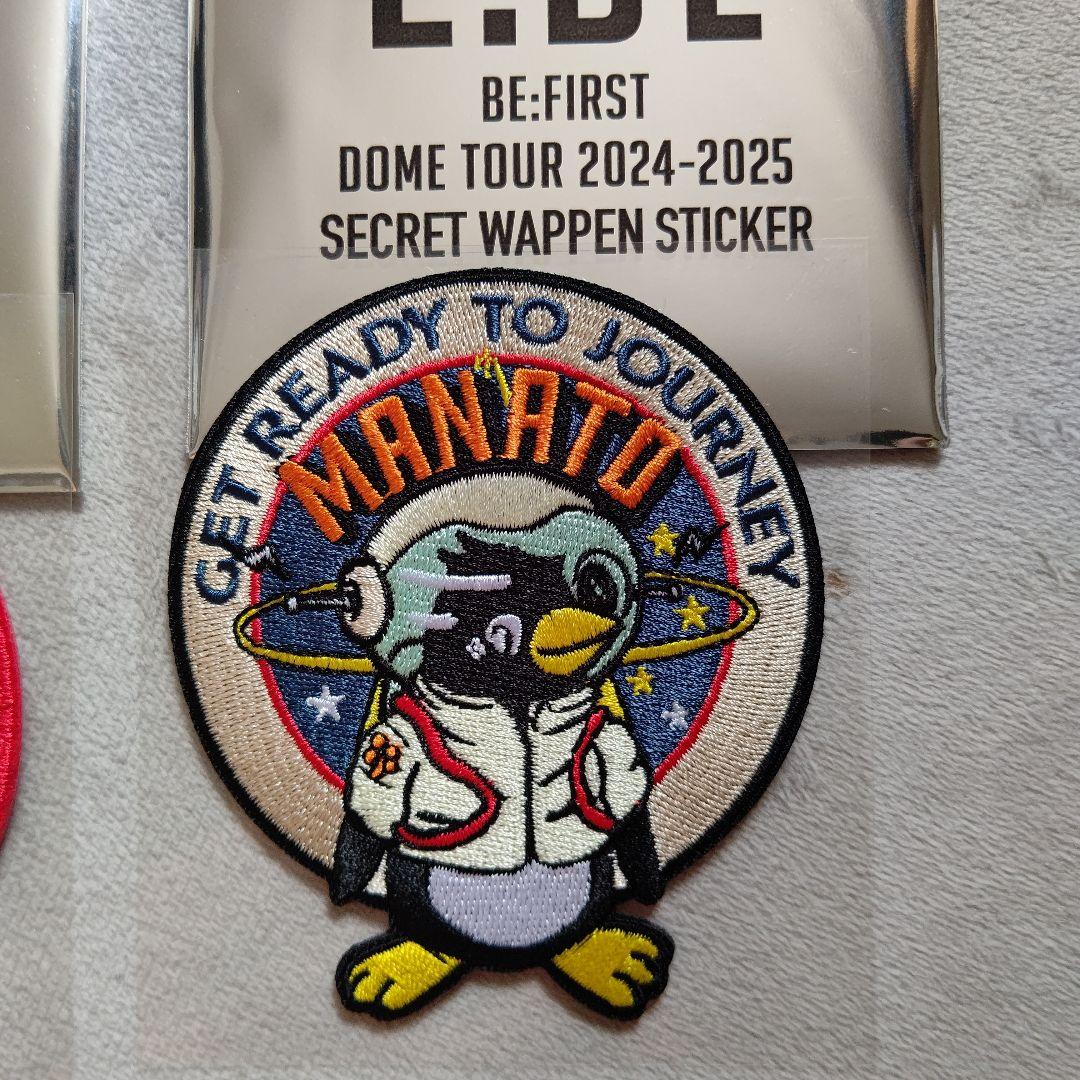 BE:FIRST
DOME TOUR 2024-2025
SECRET WAPPEN STICKER
GET READY TO JOURNEY
MANATO